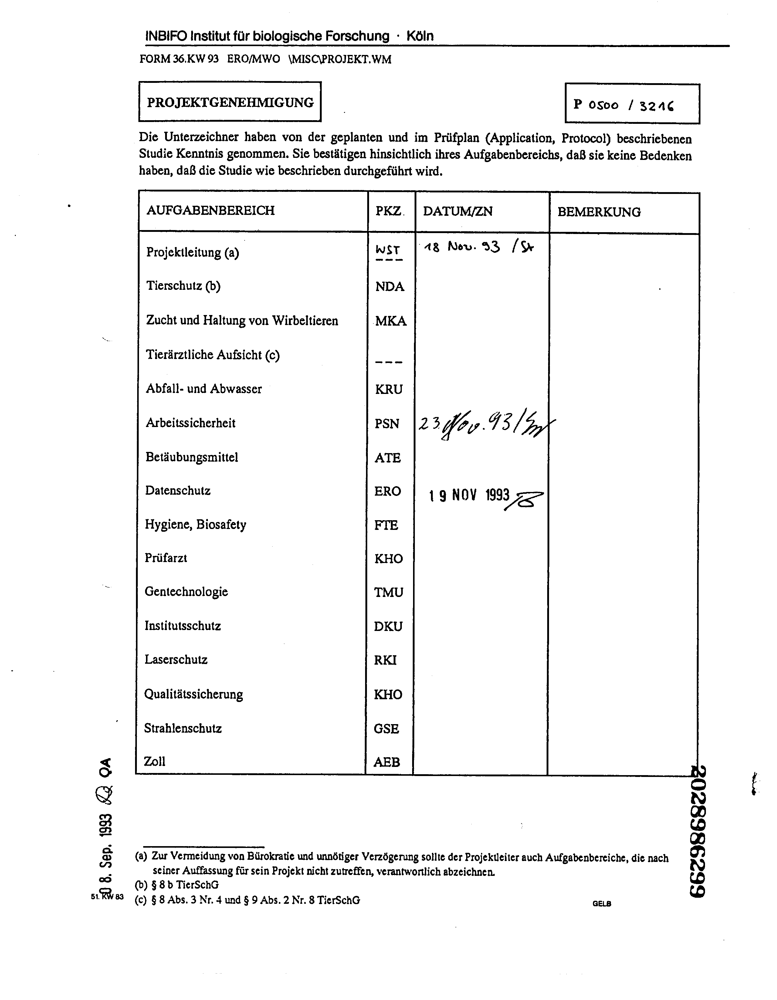 INBIFO Institut für biologische Forschung · Köln
FORM 36.KW 93 ERO/MWO \MISC\PROJEKT.WM
PROJEKTGENEHMIGUNG
P 0500 / 3216
Die Unterzeichner haben von der geplanten und im Prüfplan (Application, Protocol) beschriebenen
Studie Kenntnis genommen. Sie bestätigen hinsichtlich ihres Aufgabenbereichs, daß sie keine Bedenken
haben, daß die Studie wie beschrieben durchgeführt wird.
AUFGABENBEREICH PKZ. DATUM/ZN BEMERKUNG
Projektleitung (a) WST 18 Nov. 93 / St
Tierschutz (b) NDA
Zucht und Haltung von Wirbeltieren MKA
Tierärztliche Aufsicht (c) ---
Abfall- und Abwasser KRU
Arbeitssicherheit PSN 23. Nov. 93 /
Betäubungsmittel ATE
Datenschutz ERO 19 NOV 1993
Hygiene, Biosafety FTE
Prüfarzt KHO
Gentechnologie TMU
Institutsschutz DKU
Laserschutz RKI
Qualitätssicherung KHO
Strahlenschutz GSE
Zoll AEB
08. Sep. 1993 QA
2028986299
(a) Zur Vermeidung von Bürokratie und unnötiger Verzögerung sollte der Projektleiter auch Aufgabenbereiche, die nach
seiner Auffassung für sein Projekt nicht zutreffen, verantwortlich abzeichnen.
(b) § 8 b TierSchG
51. KW 83
(c) § 8 Abs. 3 Nr. 4 und § 9 Abs. 2 Nr. 8 TierSchG
GELB